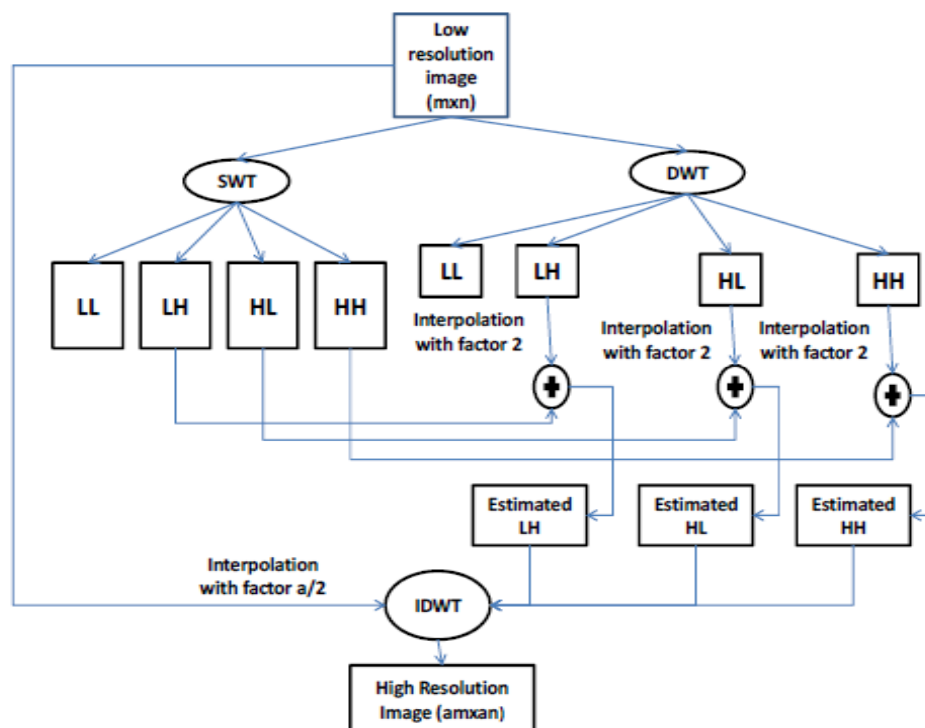 Low
resolution
image
(mxn)
SWT
DWT
LL
LH
HL
HH
LL
LH
HL
HH
Interpolation
with factor 2
Interpolation
with factor 2
Interpolation
with factor 2
Estimated
LH
Estimated
HL
Estimated
HH
Interpolation
with factor a/2
IDWT
High Resolution
Image (amxan)